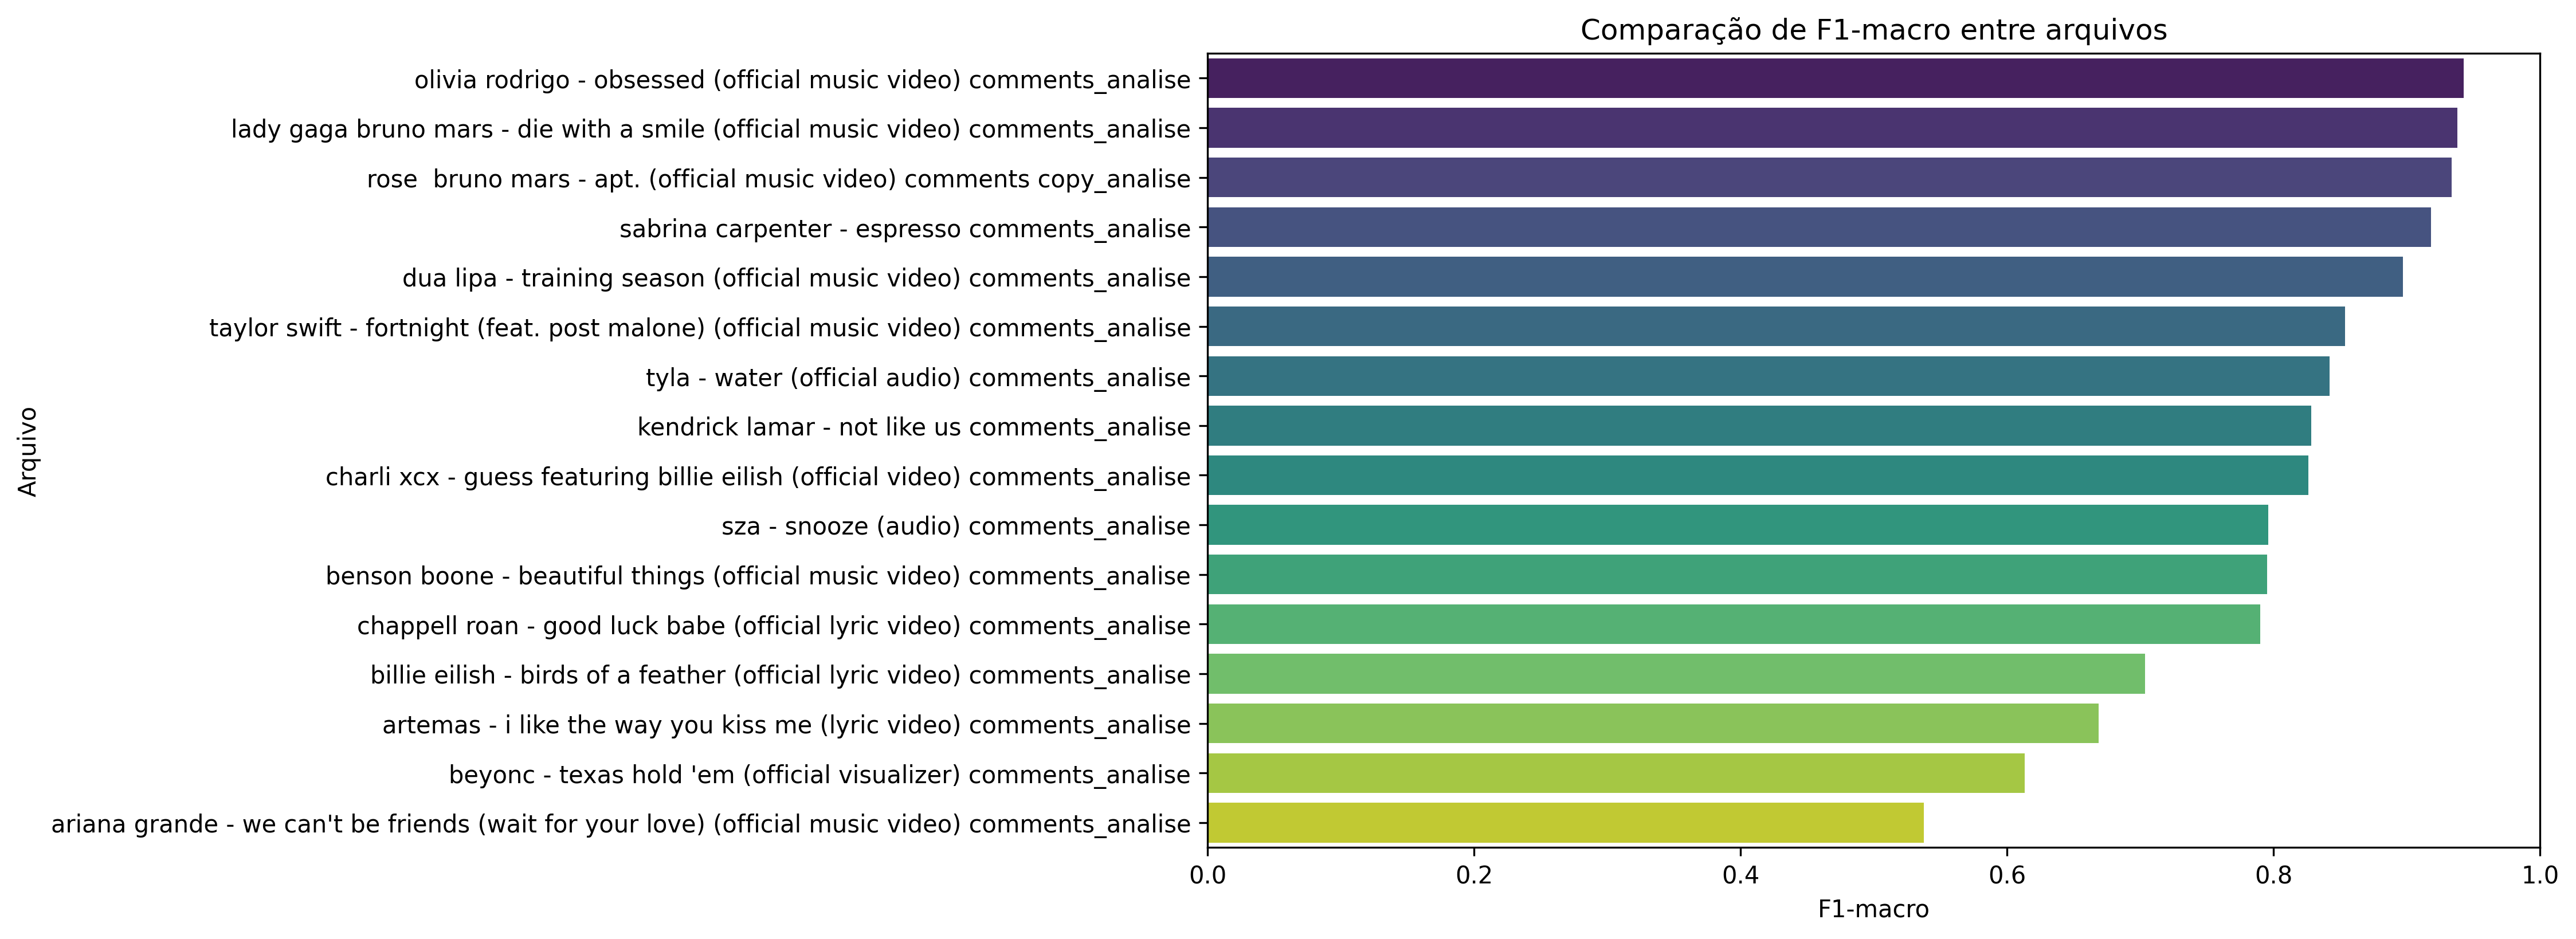 Comparação de F1-macro entre arquivos
Arquivo
olivia rodrigo - obsessed (official music video) comments_analise
lady gaga bruno mars - die with a smile (official music video) comments_analise
rose  bruno mars - apt. (official music video) comments copy_analise
sabrina carpenter - espresso comments_analise
dua lipa - training season (official music video) comments_analise
taylor swift - fortnight (feat. post malone) (official music video) comments_analise
tyla - water (official audio) comments_analise
kendrick lamar - not like us comments_analise
charli xcx - guess featuring billie eilish (official video) comments_analise
sza - snooze (audio) comments_analise
benson boone - beautiful things (official music video) comments_analise
chappell roan - good luck babe (official lyric video) comments_analise
billie eilish - birds of a feather (official lyric video) comments_analise
artemas - i like the way you kiss me (lyric video) comments_analise
beyonc - texas hold 'em (official visualizer) comments_analise
ariana grande - we can't be friends (wait for your love) (official music video) comments_analise
0.0 0.2 0.4 0.6 0.8 1.0
F1-macro